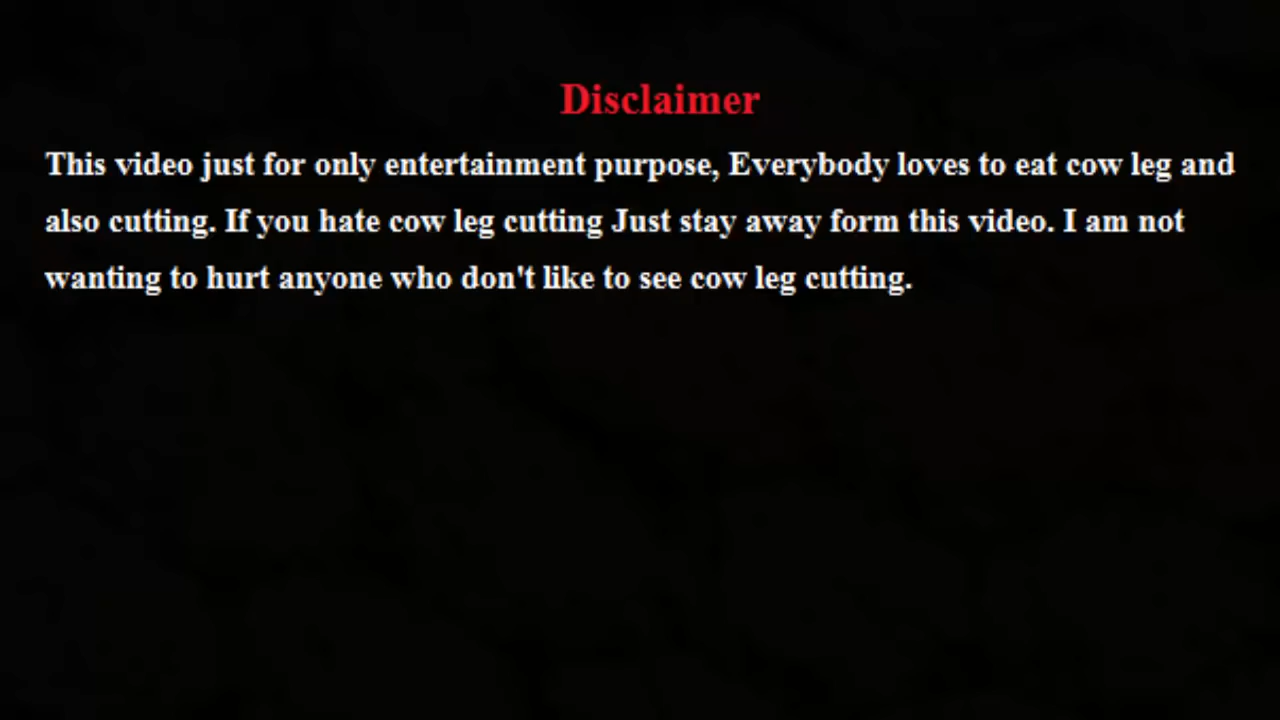 Disclaimer
This video just for only entertainment purpose, Everybody loves to eat cow leg and
also cutting. If you hate cow leg cutting Just stay away form this video. I am not
wanting to hurt anyone who don't like to see cow leg cutting.